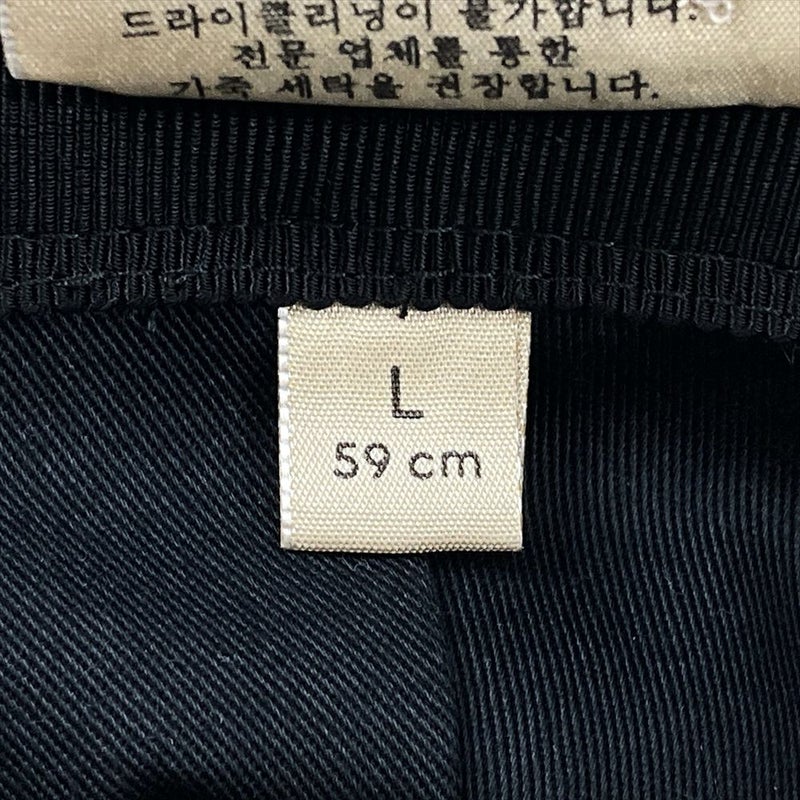 드라이클리닝이 불가합니다.
전문 업체를 통한
가죽 세탁을 권장합니다.
L
59 cm